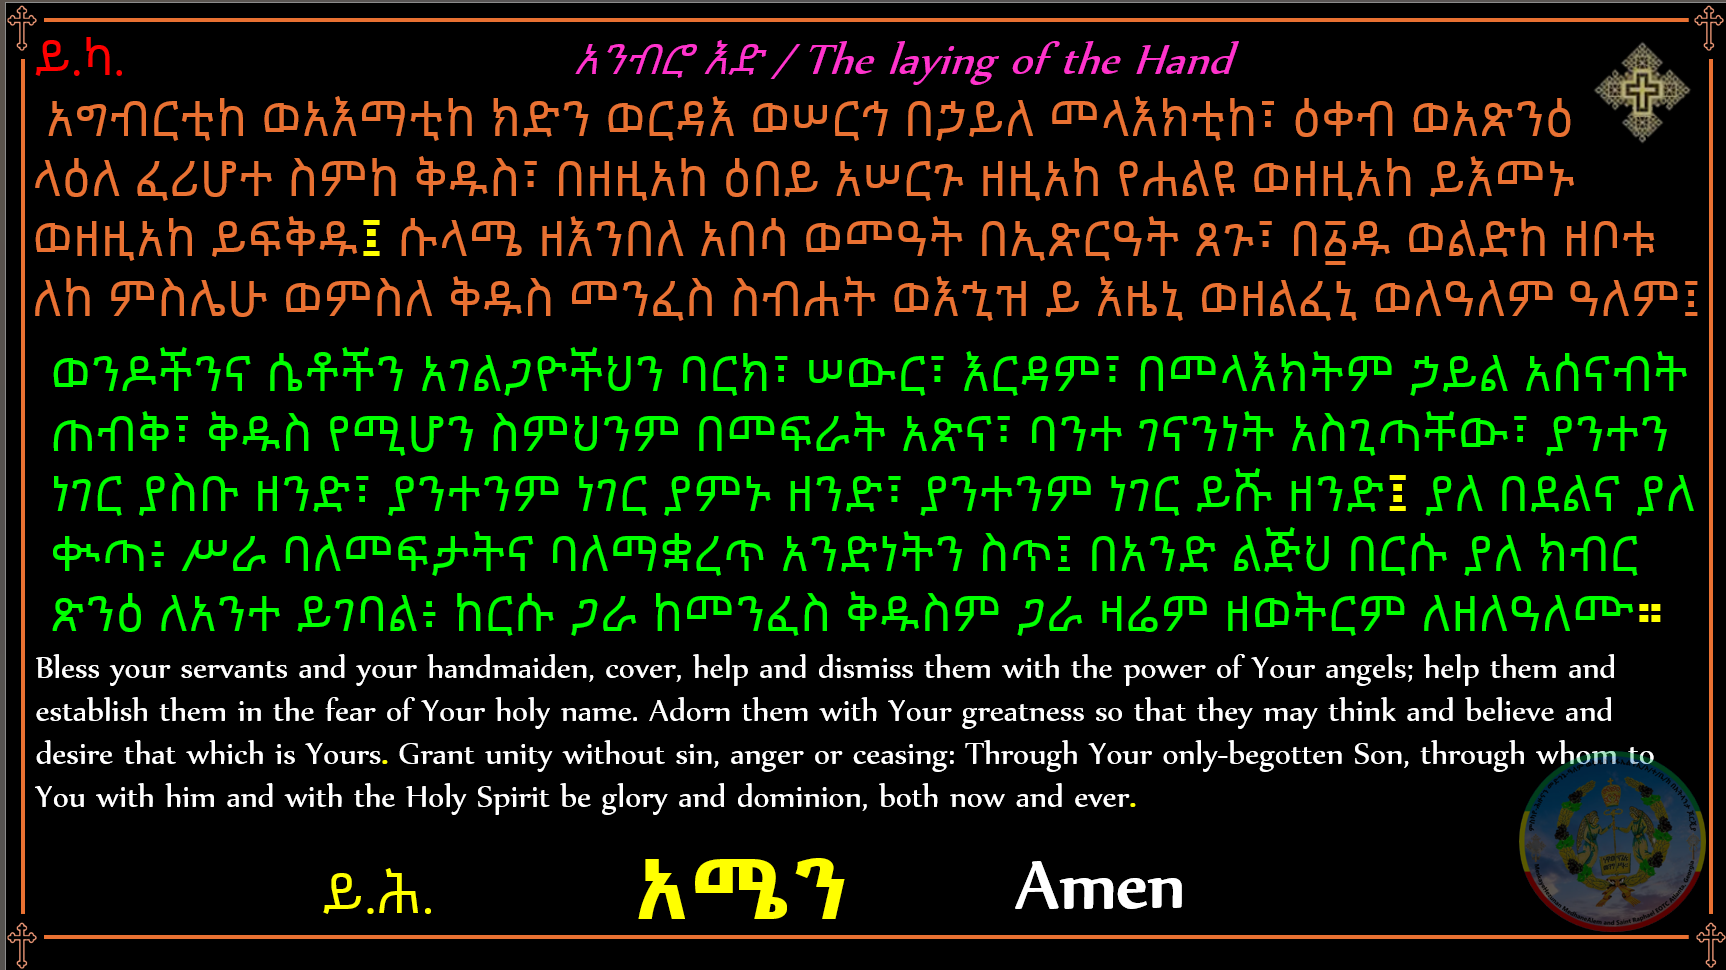 ይ.ካ.
አንብሮ እድ / The laying of the Hand
አግብርቲከ ወአእማቲከ ክድን ወርዳእ ወሠርኅ በኃይለ መላእክቲከ፣ ዕቀብ ወአጽንዕ
ላዕለ ፈሪሆተ ስምከ ቅዱስ፣ በዘዚአከ ዕበይ አሠርጉ ዘዚአከ የሐልዩ ወዘዚአከ ይእመኑ
ወዘዚአከ ይፍቅዱ፤ ሱላሜ ዘእንበለ አበሳ ወመዓት በኢጽርዓት ጸጉ፣ በ፩ዱ ወልድከ ዘቦቱ
ለከ ምስሌሁ ወምስለ ቅዱስ መንፈስ ስብሐት ወእኂዝ ይ እዜኒ ወዘልፈኒ ወለዓለም ዓለም፤
ወንዶችንና ሴቶችን አገልጋዮችህን ባርክ፣ ሠውር፣ እርዳም፣ በመላእክትም ኃይል አሰናብት
ጠብቅ፣ ቅዱስ የሚሆን ስምህንም በመፍራት አጽና፣ ባንተ ገናንነት አስጊጣቸው፣ ያንተን
ነገር ያስቡ ዘንድ፣ ያንተንም ነገር ያምኑ ዘንድ፣ ያንተንም ነገር ይሹ ዘንድ፤ ያለ በደልና ያለ
ቍጣ፥ ሥራ ባለመፍታትና ባለማቋረጥ አንድነትን ስጥ፤ በአንድ ልጅህ በርሱ ያለ ክብር
ጽንዕ ለአንተ ይገባል፥ ከርሱ ጋራ ከመንፈስ ቅዱስም ጋራ ዛሬም ዘወትርም ለዘለዓለሙ።
Bless your servants and your handmaiden, cover, help and dismiss them with the power of Your angels; help them and
establish them in the fear of Your holy name. Adorn them with Your greatness so that they may think and believe and
desire that which is Yours. Grant unity without sin, anger or ceasing: Through Your only-begotten Son, through whom to
You with him and with the Holy Spirit be glory and dominion, both now and ever.
ይ.ሕ. አሜን Amen